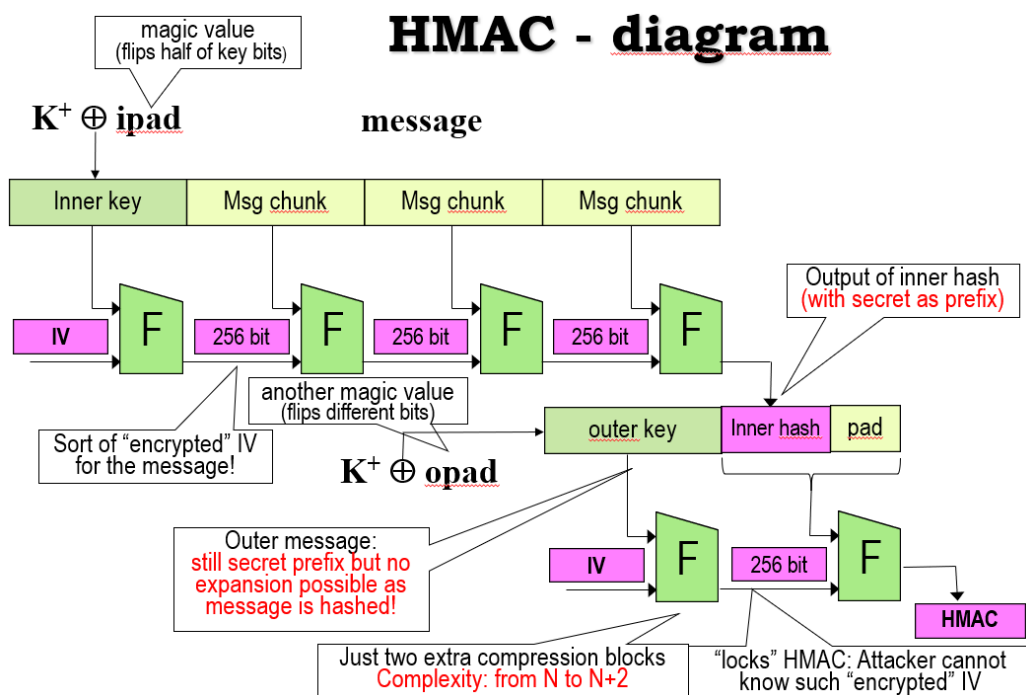 HMAC - diagram
magic value
(flips half of key bits)
K⁺ ⊕ ipad
message
Inner key
Msg chunk
Msg chunk
Msg chunk
Output of inner hash
(with secret as prefix)
F
F
F
F
IV
256 bit
256 bit
256 bit
another magic value
(flips different bits)
Sort of “encrypted” IV
for the message!
outer key
Inner hash
pad
K⁺ ⊕ opad
Outer message:
still secret prefix but no
expansion possible as
message is hashed!
F
F
IV
256 bit
HMAC
Just two extra compression blocks
Complexity: from N to N+2
“locks” HMAC: Attacker cannot
know such “encrypted” IV